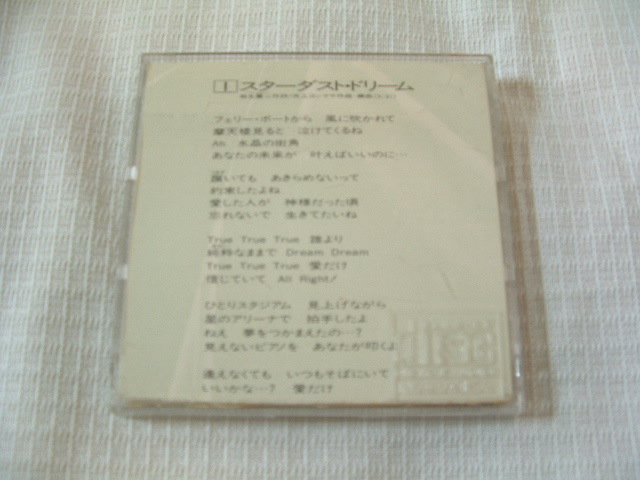 1 スターダスト・ドリーム
フェリー・ボートから 風に吹かれて
摩天楼見ると 泣けてくるね
Ah 水晶の街角
あなたの未来が 叶えばいいのに…
躓いても あきらめないって
約束したよね
愛した人が 神様だった頃
忘れないで 生きてたいね
True True True 誰より
純粋なままで Dream Dream
True True True 愛だけ
信じていて All Right!
ひとりスタジアム 見上げながら
星のアリーナで 拍手したよ
ねえ 夢をつかまえたの…?
見えないピアノを あなたが叩くよ
逢えなくても いつもそばにいて
いいかな…? 愛だけ
disc